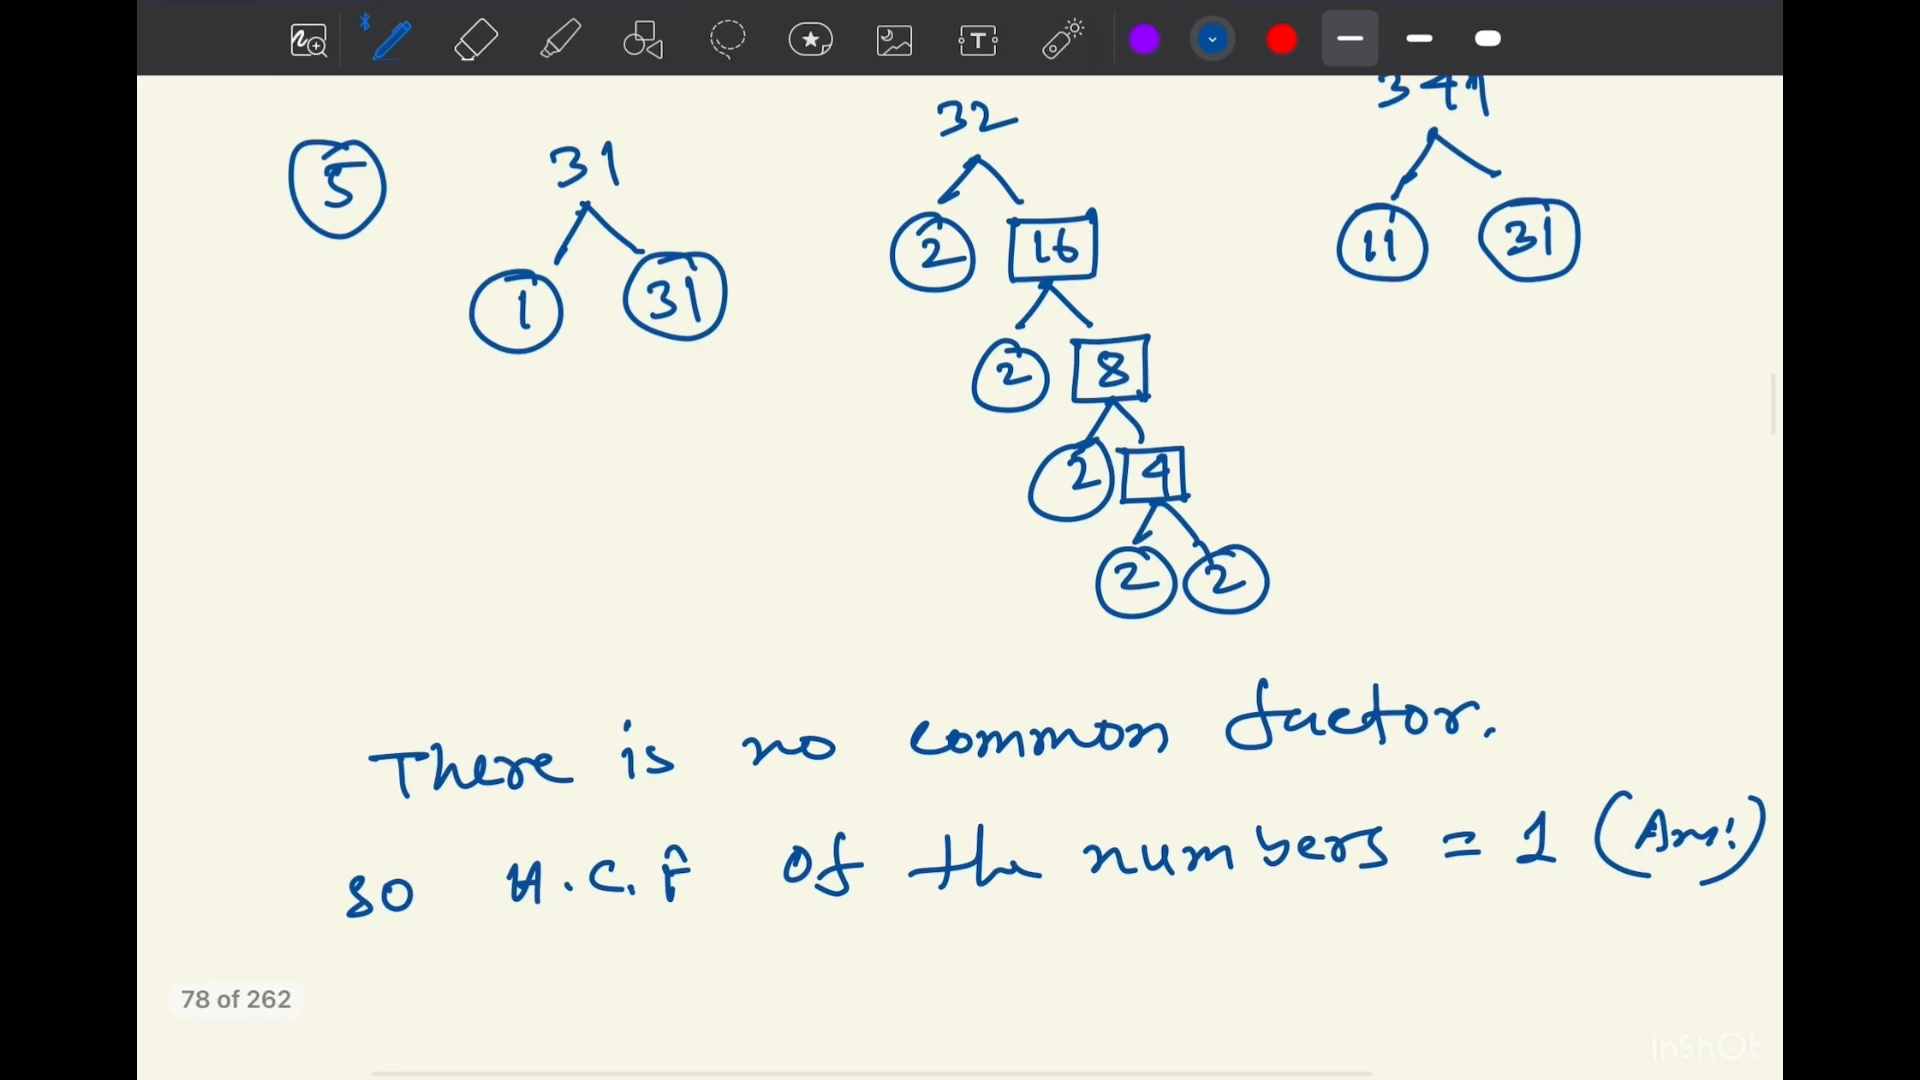 32
341
5
31
2 16
11 31
1 31
2 8
2 4
2 2
There is no common factor.
so H.C.F of the numbers = 1 (Ans!)
78 of 262
InShOt